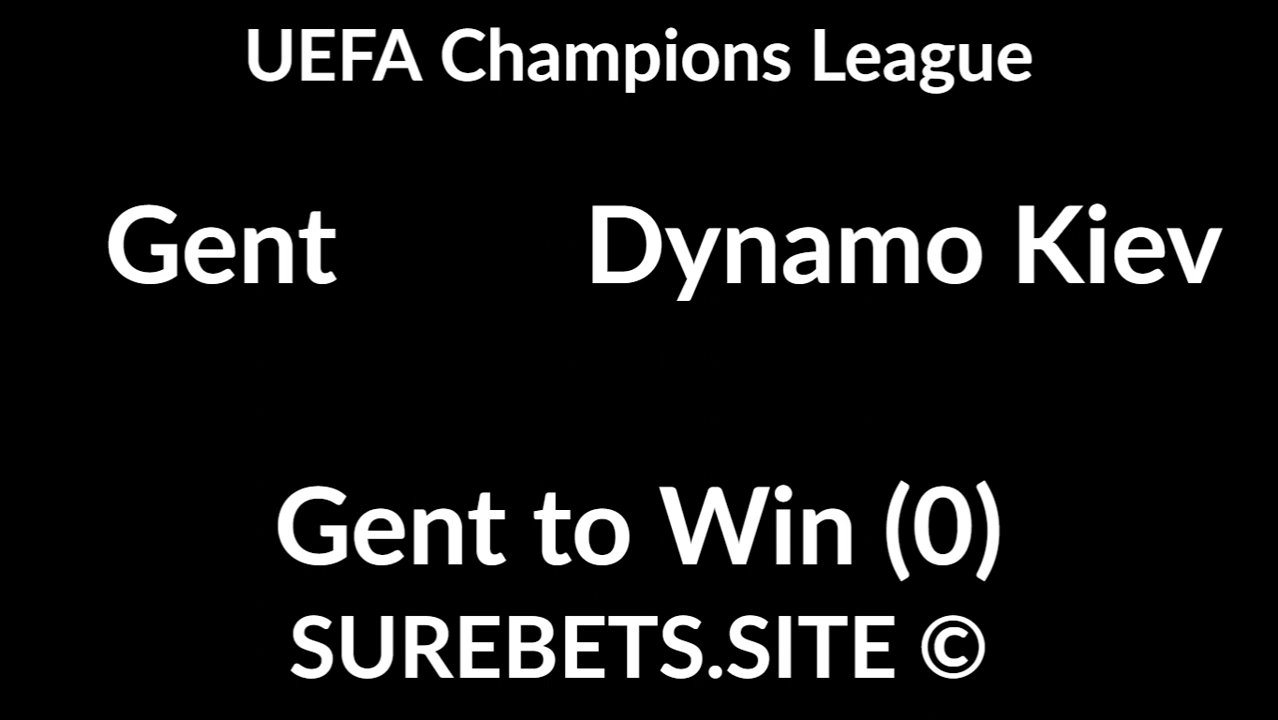 UEFA Champions League
Gent Dynamo Kiev
Gent to Win (0)
SUREBETS.SITE ©